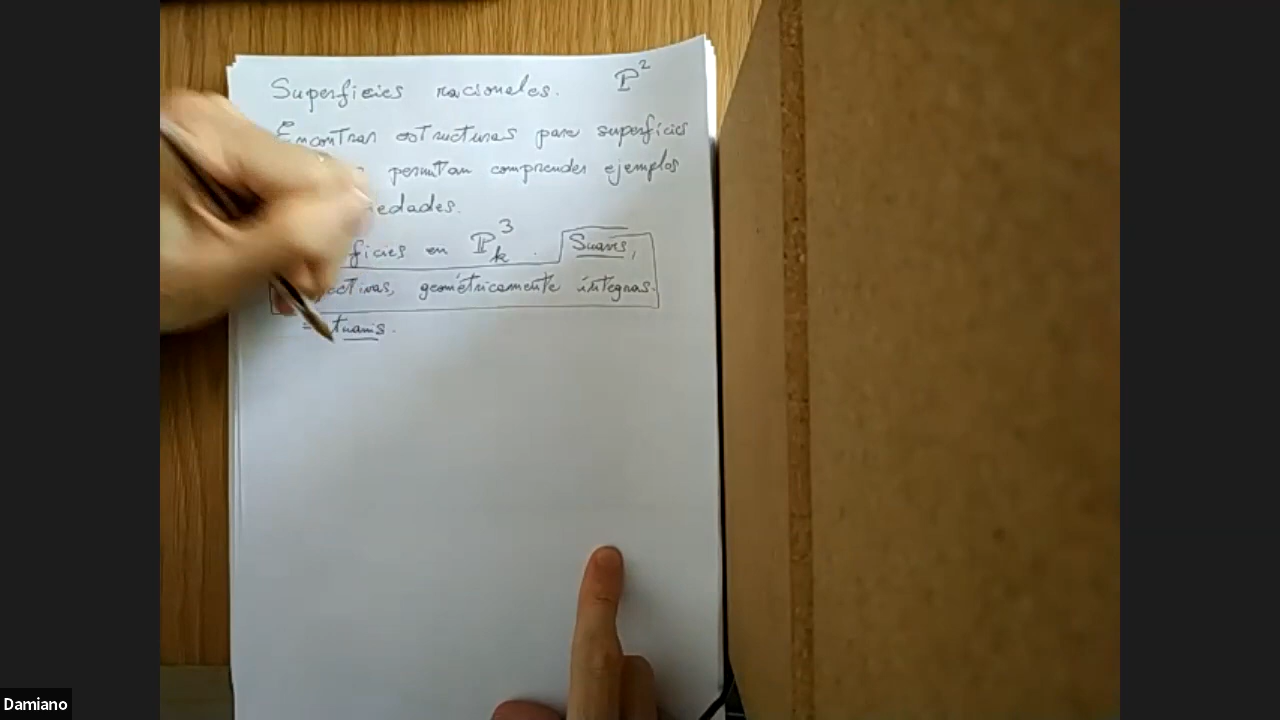 Superficies racionales. ℙ²
Encontrar estructuras para superficies
permitan comprender ejemplos
edades.
ficies en ℙ³ₖ. Suaves,
ectivas, geométricamente íntegras.
Damiano